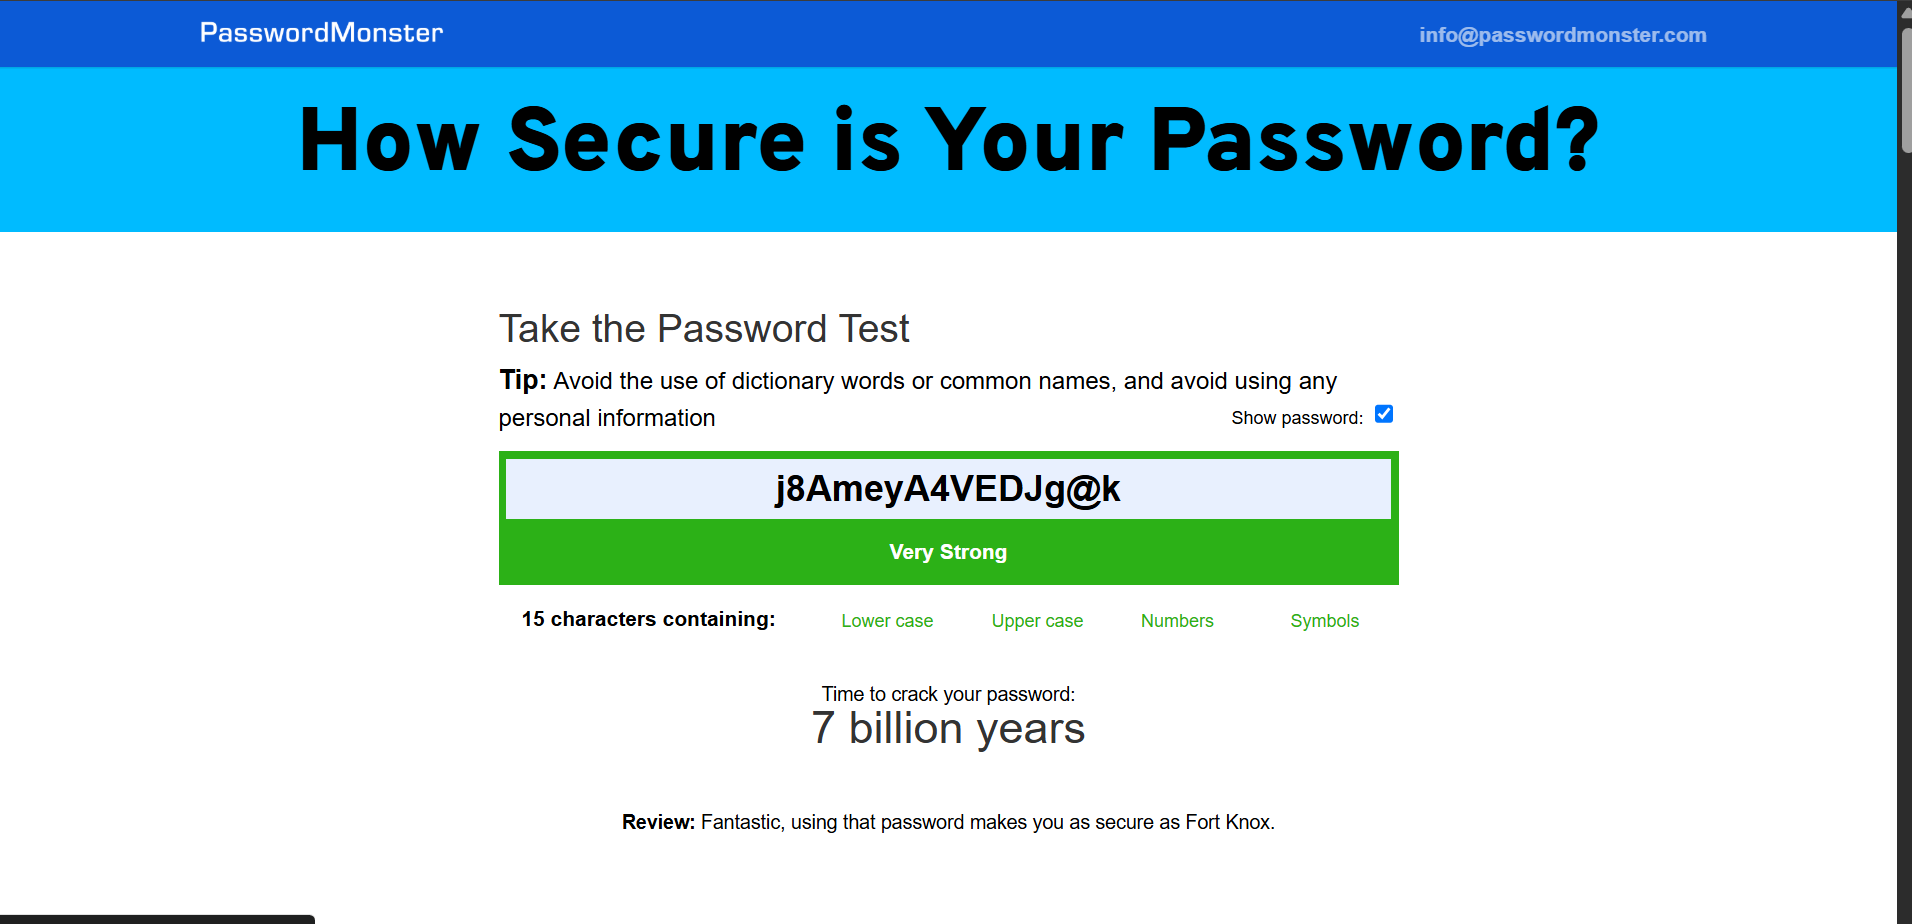 PasswordMonster
info@passwordmonster.com
How Secure is Your Password?
Take the Password Test
Tip: Avoid the use of dictionary words or common names, and avoid using any
personal information
Show password:
j8AmeyA4VEDJg@k
Very Strong
15 characters containing:
Lower case
Upper case
Numbers
Symbols
Time to crack your password:
7 billion years
Review: Fantastic, using that password makes you as secure as Fort Knox.